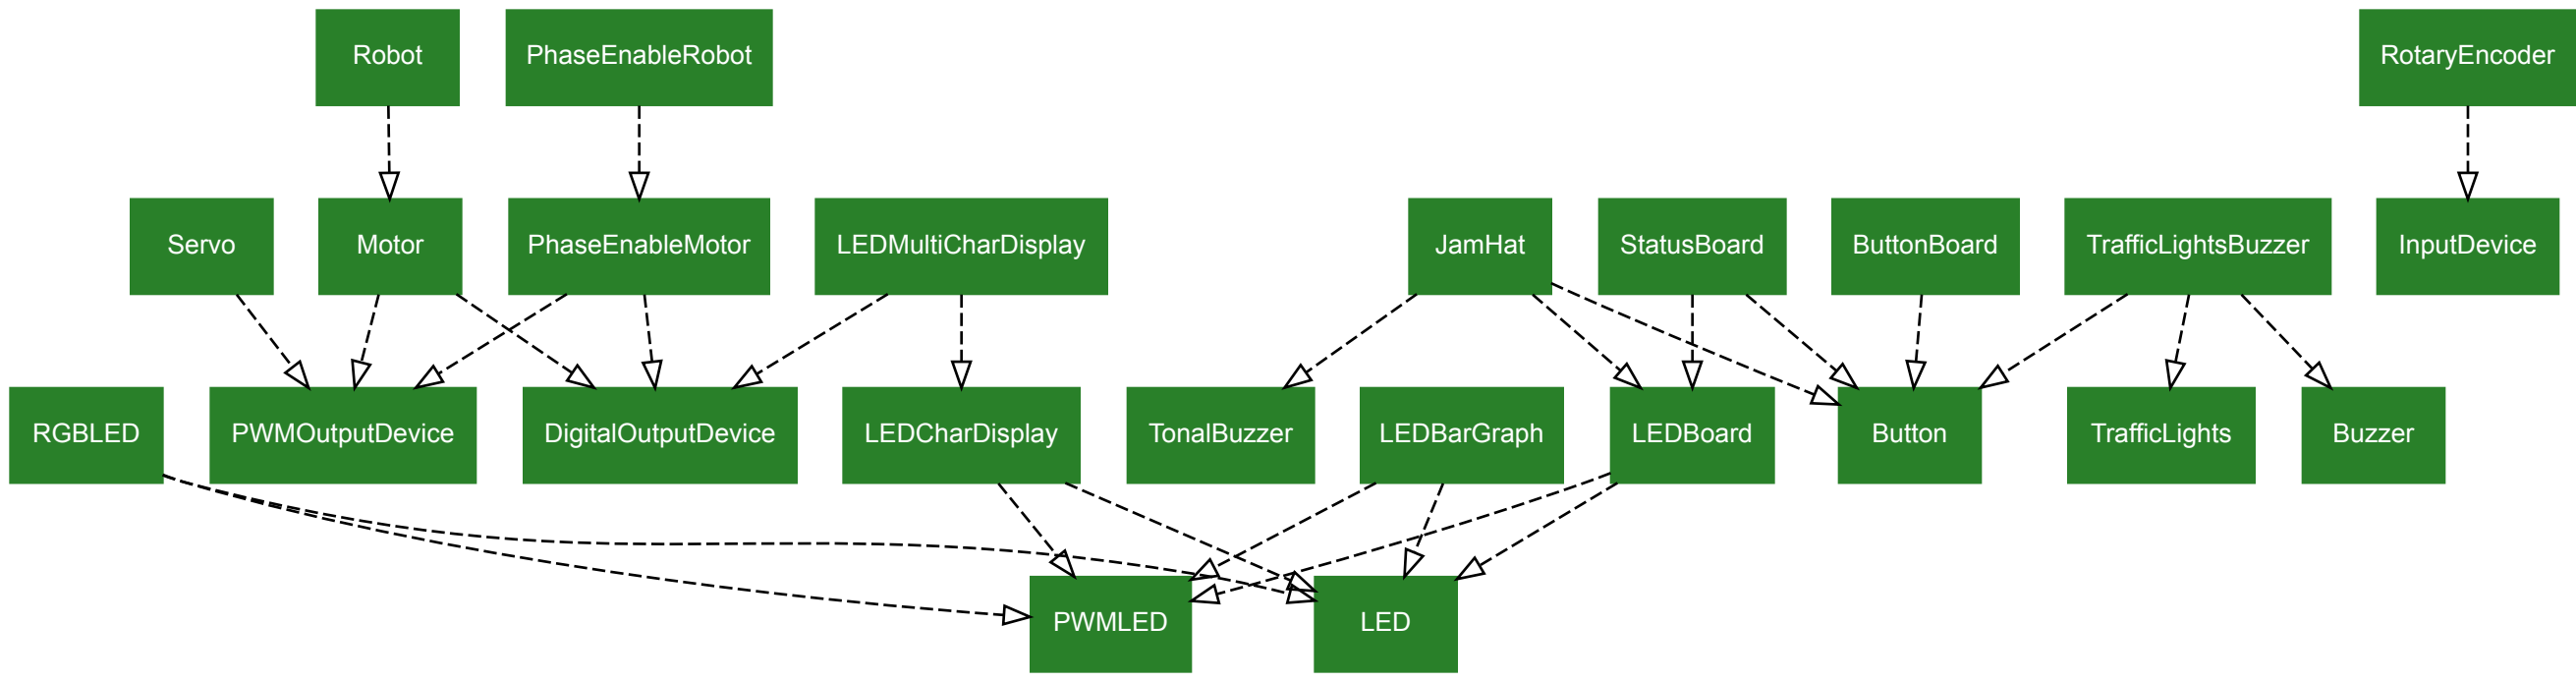 Robot
PhaseEnableRobot
RotaryEncoder
Servo
Motor
PhaseEnableMotor
LEDMultiCharDisplay
JamHat
StatusBoard
ButtonBoard
TrafficLightsBuzzer
InputDevice
RGBLED
PWMOutputDevice
DigitalOutputDevice
LEDCharDisplay
TonalBuzzer
LEDBarGraph
LEDBoard
Button
TrafficLights
Buzzer
PWMLED
LED